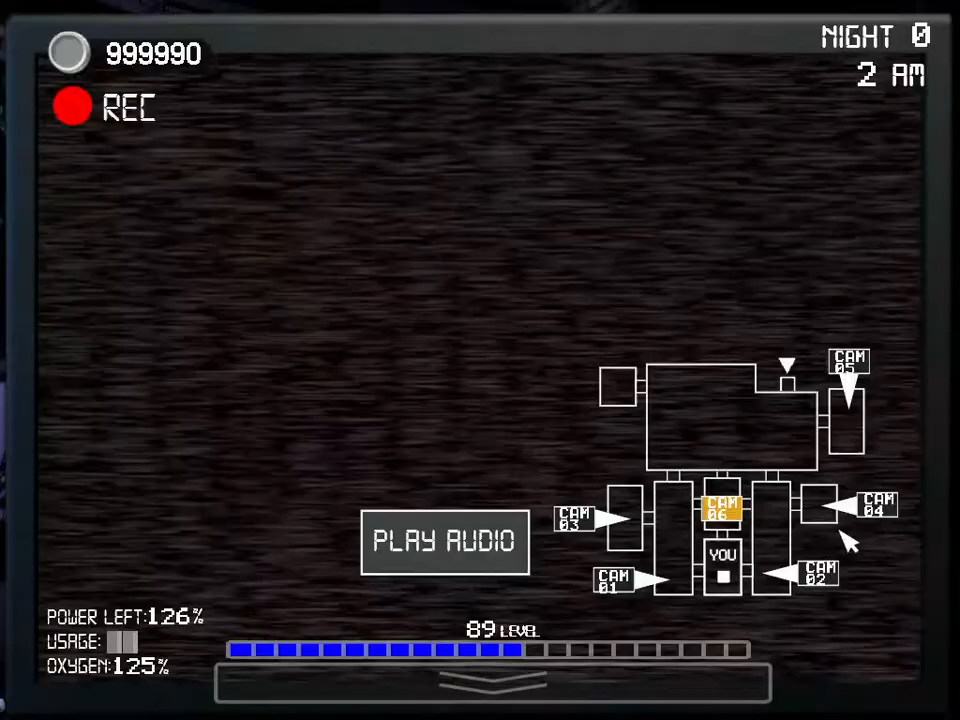 999990
NIGHT 0
2 AM
REC
CAM 05
CAM 06
CAM 04
CAM 03
PLAY AUDIO
YOU
CAM 01
CAM 02
POWER LEFT:126%
USAGE:
OXYGEN:125%
89 LEVEL